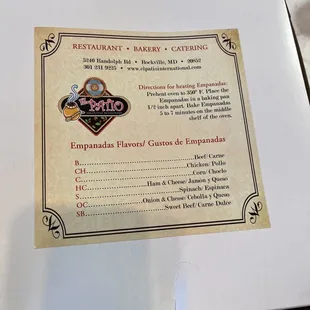 RESTAURANT • BAKERY • CATERING
5240 Randolph Rd • Rockville, MD • 20852
301 231 9225 • www.elpatiointernational.com
El PATIO
Directions for heating Empanadas:
Preheat oven to 350º F. Place the
Empanadas in a baking pan
1/2 inch apart. Bake Empanadas
5 to 7 minutes on the middle
shelf of the oven.
Empanadas Flavors/ Gustos de Empanadas
B..........Beef/ Carne
CH..........Chicken/ Pollo
C..........Corn/ Choclo
HC..........Ham & Cheese/ Jamon y Queso
S..........Spinach/ Espinaca
OC..........Onion & Cheese/ Cebolla y Queso
SB..........Sweet Beef/ Carne Dulce